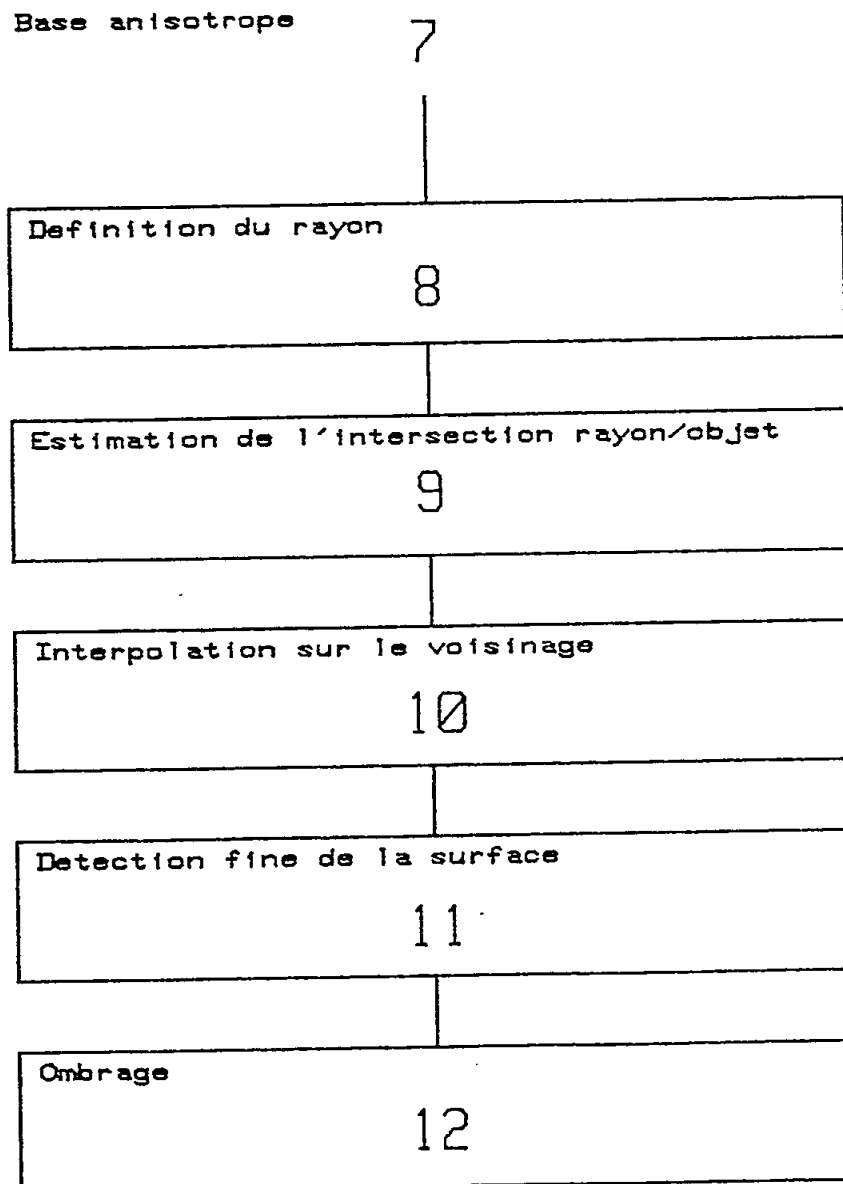 Base anisotrope
7
Definition du rayon
8
Estimation de l'intersection rayon/objet
9
Interpolation sur le voisinage
10
Detection fine de la surface
11
Ombrage
12